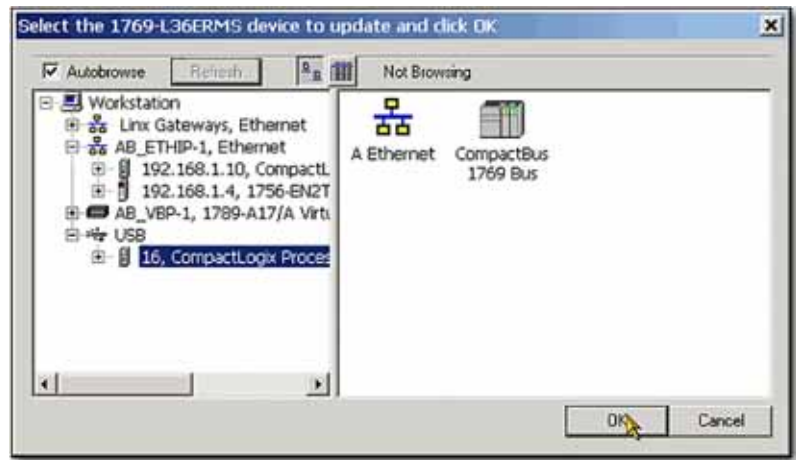 Select the 1769-L36ERMS device to update and click OK
Autobrowse
Refresh
Not Browsing
Workstation
Linx Gateways, Ethernet
AB_ETHIP-1, Ethernet
192.168.1.10, CompactL
192.168.1.4, 1756-EN2T
AB_VBP-1, 1789-A17/A Virtu
USB
16, CompactLogix Proces
A Ethernet
CompactBus
1769 Bus
OK
Cancel